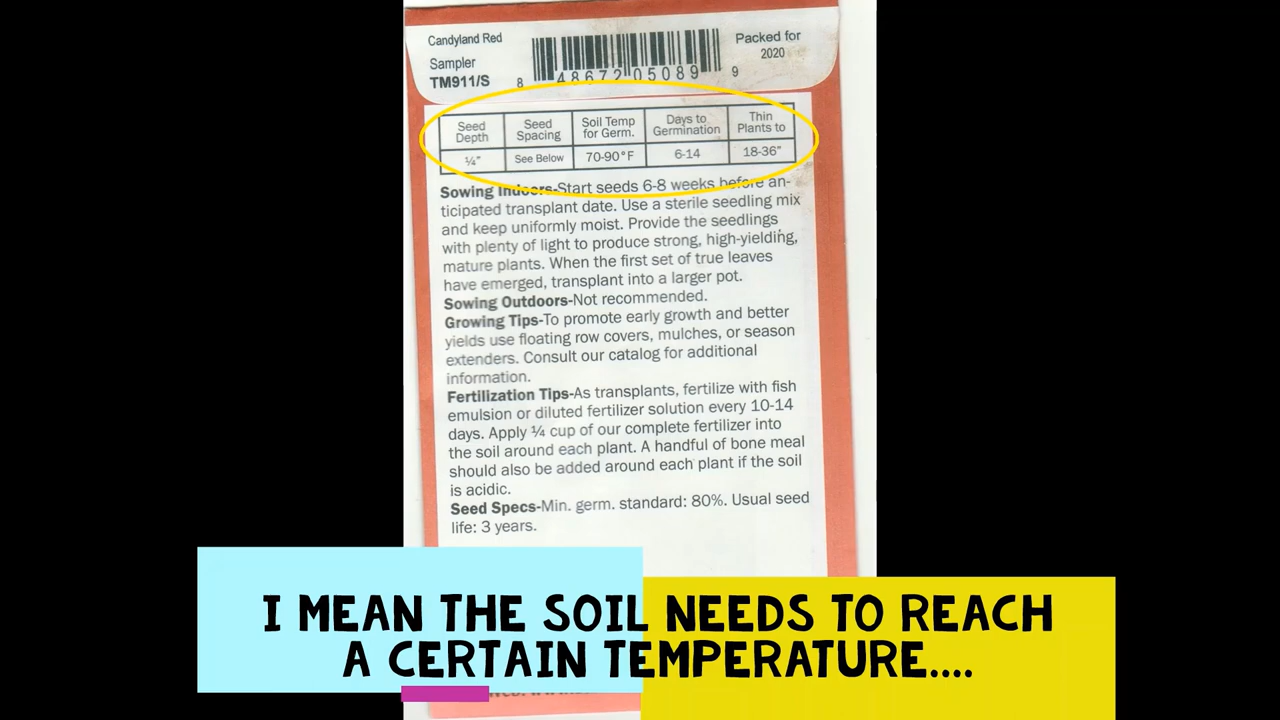 Candyland Red
Sampler
TM911/S
8 48672 05089 9
Packed for
2020
Seed Depth
Seed Spacing
Soil Temp for Germ.
Days to Germination
Thin Plants to
¼"
See Below
70-90°F
6-14
18-36"
Sowing Indoors-Start seeds 6-8 weeks before an-
ticipated transplant date. Use a sterile seedling mix
and keep uniformly moist. Provide the seedlings
with plenty of light to produce strong, high-yielding,
mature plants. When the first set of true leaves
have emerged, transplant into a larger pot.
Sowing Outdoors-Not recommended.
Growing Tips-To promote early growth and better
yields use floating row covers, mulches, or season
extenders. Consult our catalog for additional
information.
Fertilization Tips-As transplants, fertilize with fish
emulsion or diluted fertilizer solution every 10-14
days. Apply ¼ cup of our complete fertilizer into
the soil around each plant. A handful of bone meal
should also be added around each plant if the soil
is acidic.
Seed Specs-Min. germ. standard: 80%. Usual seed
life: 3 years.
I MEAN THE SOIL NEEDS TO REACH
A CERTAIN TEMPERATURE....